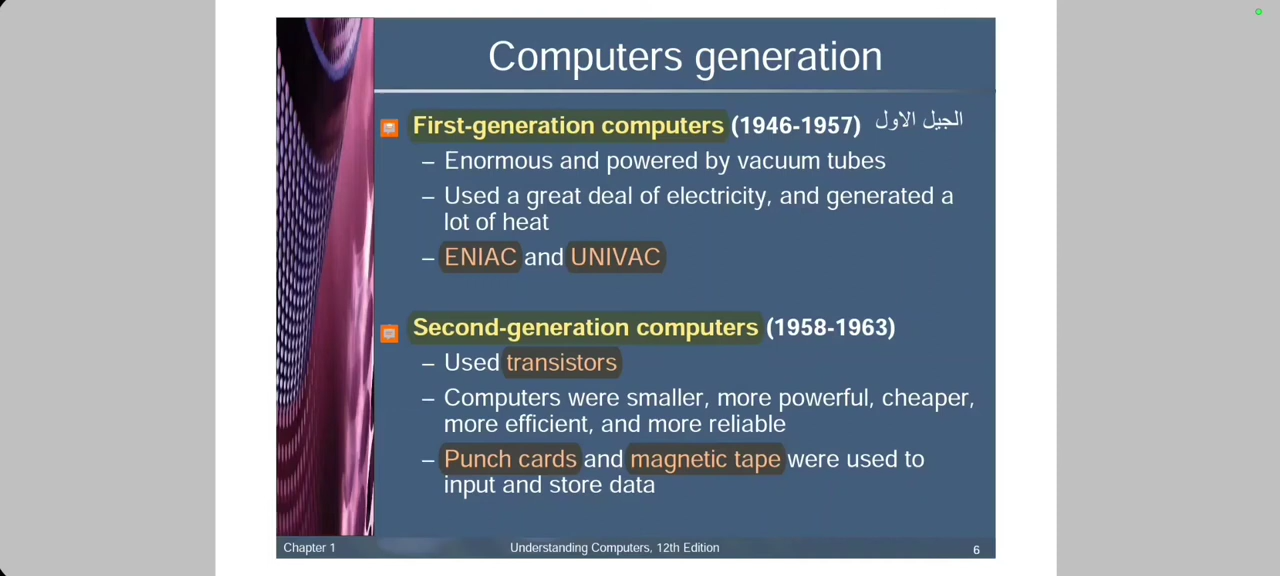 Computers generation
First-generation computers (1946-1957) الجيل الاول
– Enormous and powered by vacuum tubes
– Used a great deal of electricity, and generated a
lot of heat
– ENIAC and UNIVAC
Second-generation computers (1958-1963)
– Used transistors
– Computers were smaller, more powerful, cheaper,
more efficient, and more reliable
– Punch cards and magnetic tape were used to
input and store data
Chapter 1 Understanding Computers, 12th Edition 6